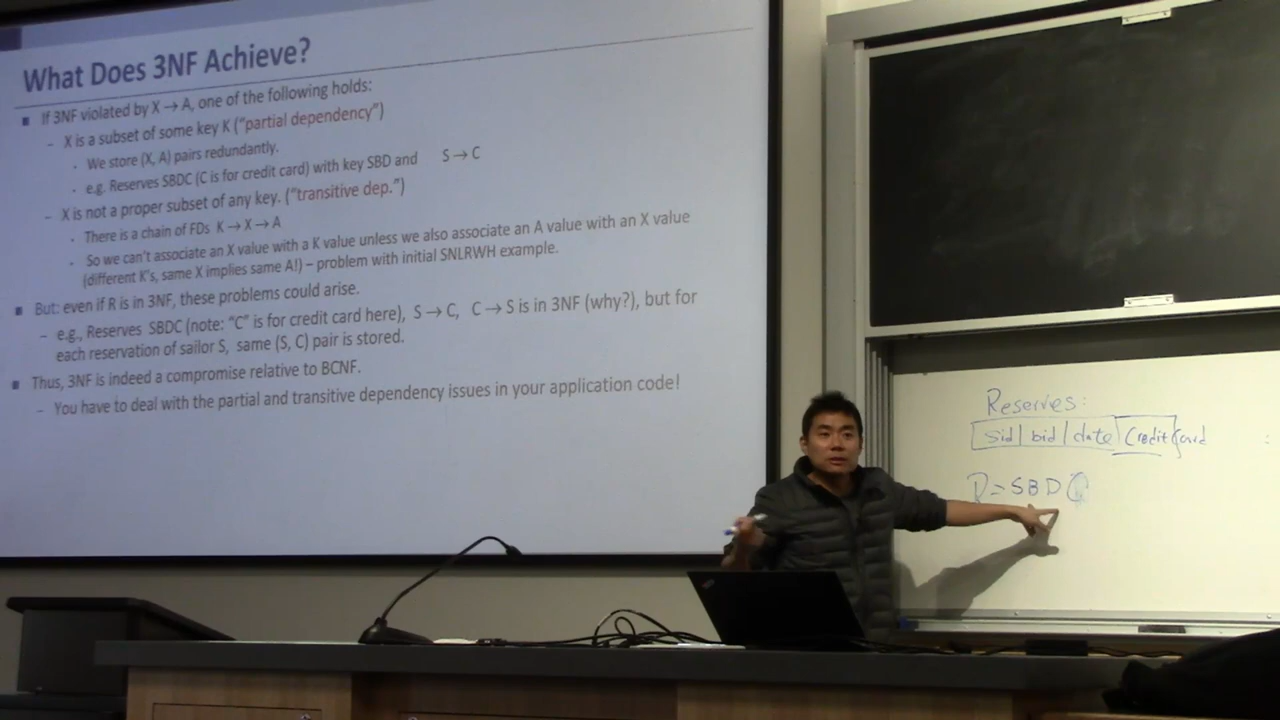 What Does 3NF Achieve?
▪ If 3NF violated by X → A, one of the following holds:
– X is a subset of some key K (“partial dependency”)
· We store (X, A) pairs redundantly.
· e.g. Reserves SBDC (C is for credit card) with key SBD and S → C
– X is not a proper subset of any key. (“transitive dep.”)
· There is a chain of FDs K → X → A
· So we can't associate an X value with a K value unless we also associate an A value with an X value
(different K's, same X implies same A!) – problem with initial SNLRWH example.
▪ But: even if R is in 3NF, these problems could arise.
– e.g., Reserves SBDC (note: “C” is for credit card here), S → C, C → S is in 3NF (why?), but for
each reservation of sailor S, same (S, C) pair is stored.
▪ Thus, 3NF is indeed a compromise relative to BCNF.
– You have to deal with the partial and transitive dependency issues in your application code!
Reserves:
sid | bid | date | Credit Card
R = SBDC